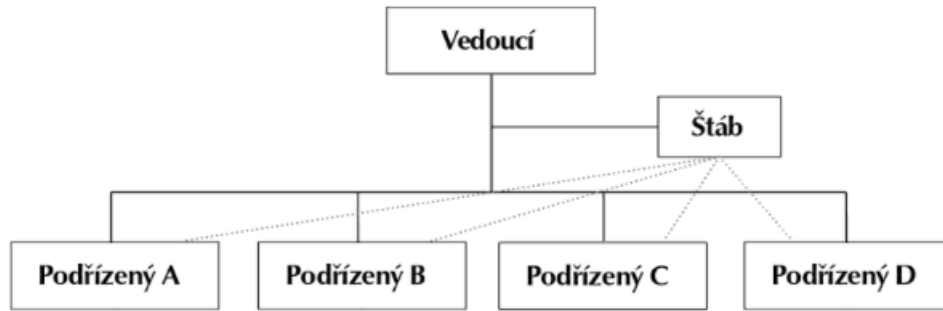 Vedoucí
Štáb
Podřízený A
Podřízený B
Podřízený C
Podřízený D